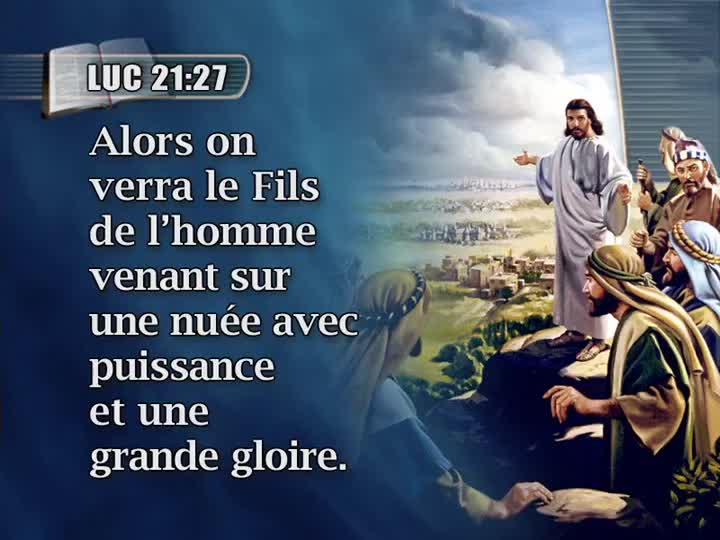 LUC 21:27
Alors on
verra le Fils
de l’homme
venant sur
une nuée avec
puissance
et une
grande gloire.